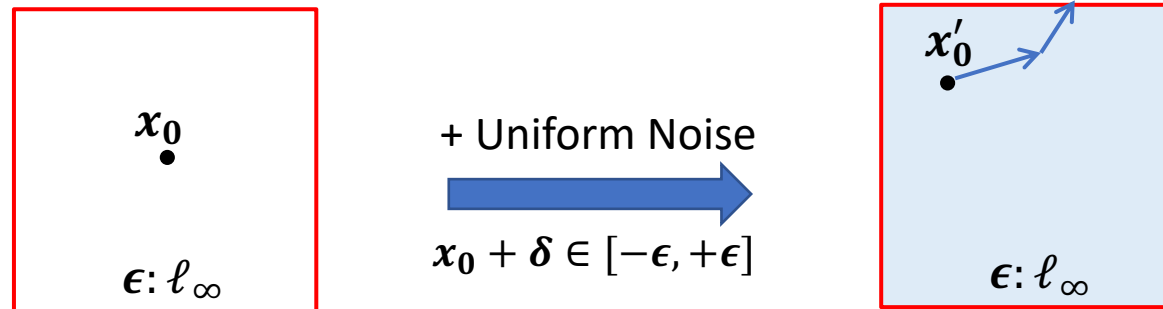 x₀
ϵ: ℓ∞
+ Uniform Noise
x₀ + δ ∈ [−ϵ, +ϵ]
x₀′
ϵ: ℓ∞